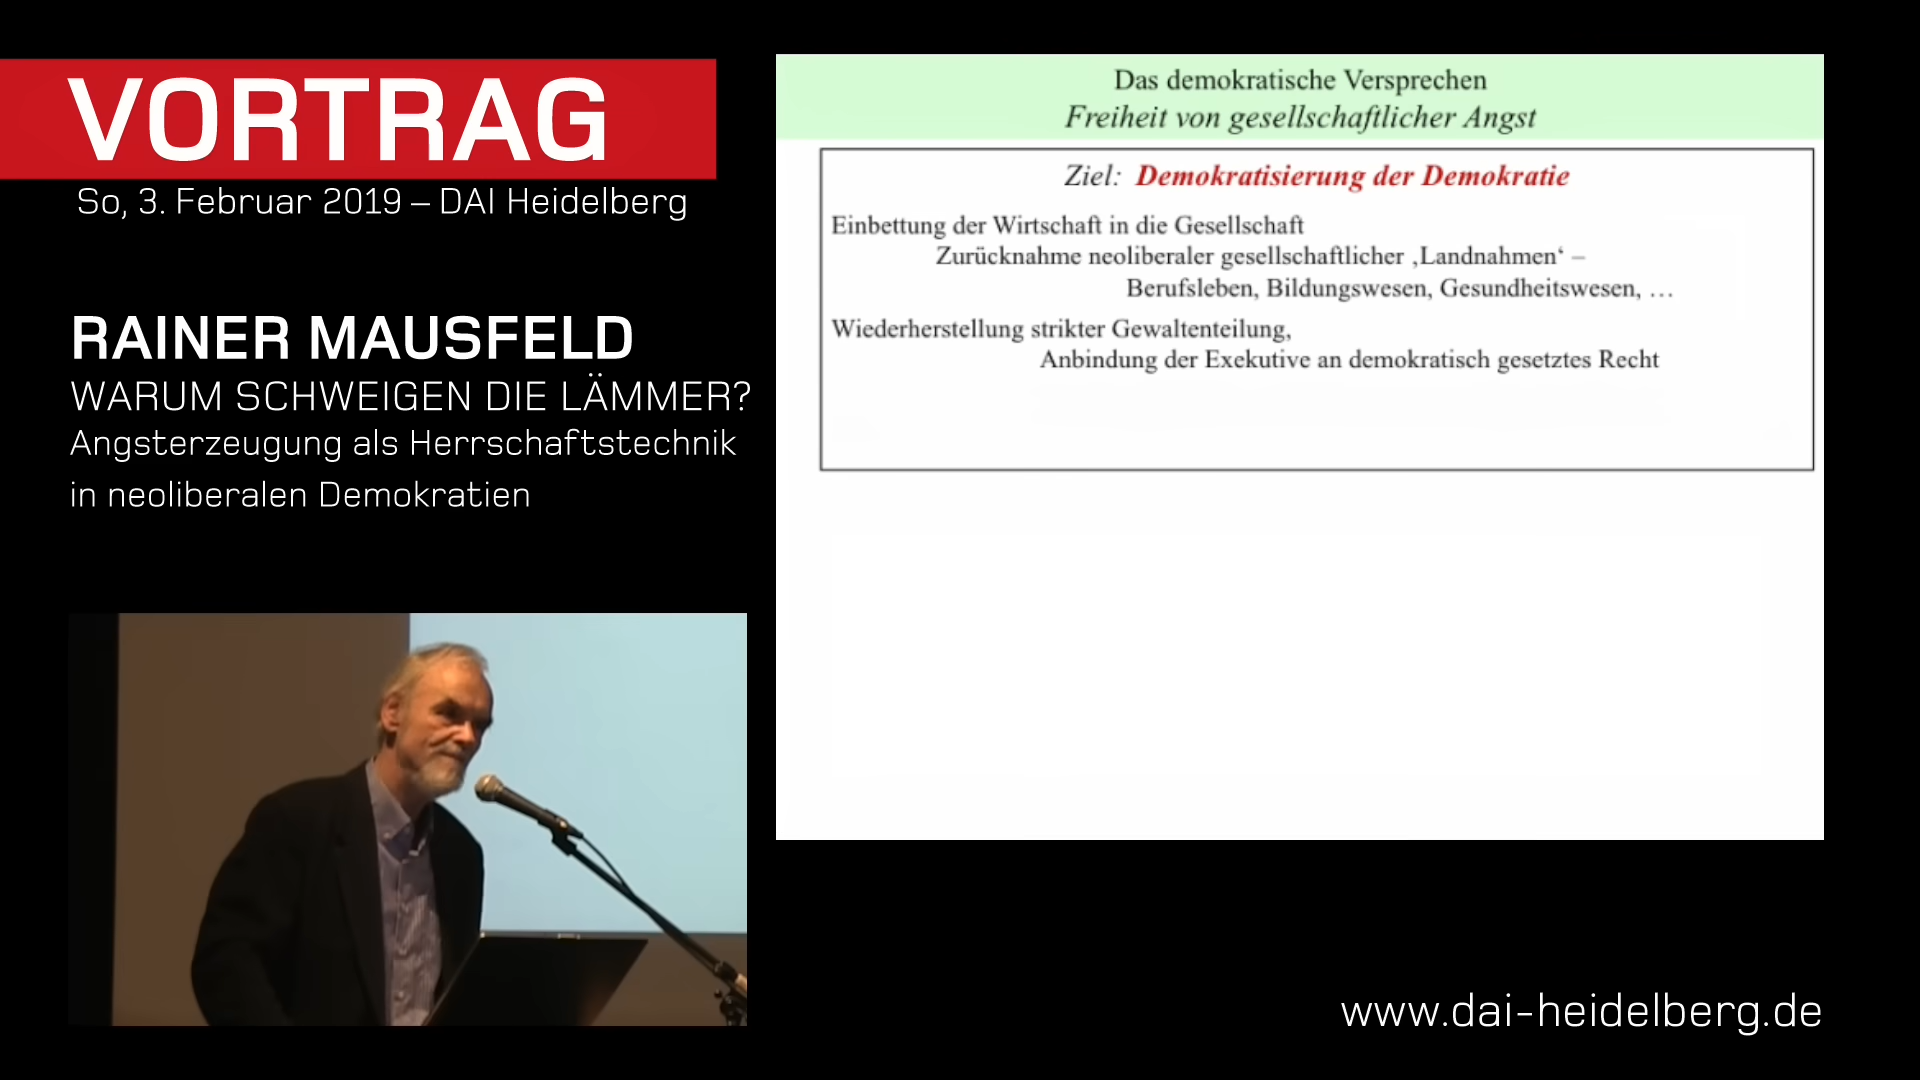 VORTRAG
So, 3. Februar 2019 – DAI Heidelberg
RAINER MAUSFELD
WARUM SCHWEIGEN DIE LÄMMER?
Angsterzeugung als Herrschaftstechnik
in neoliberalen Demokratien
Das demokratische Versprechen
Freiheit von gesellschaftlicher Angst
Ziel: Demokratisierung der Demokratie
Einbettung der Wirtschaft in die Gesellschaft
Zurücknahme neoliberaler gesellschaftlicher ‚Landnahmen‘ –
Berufsleben, Bildungswesen, Gesundheitswesen, …
Wiederherstellung strikter Gewaltenteilung,
Anbindung der Exekutive an demokratisch gesetztes Recht
www.dai-heidelberg.de